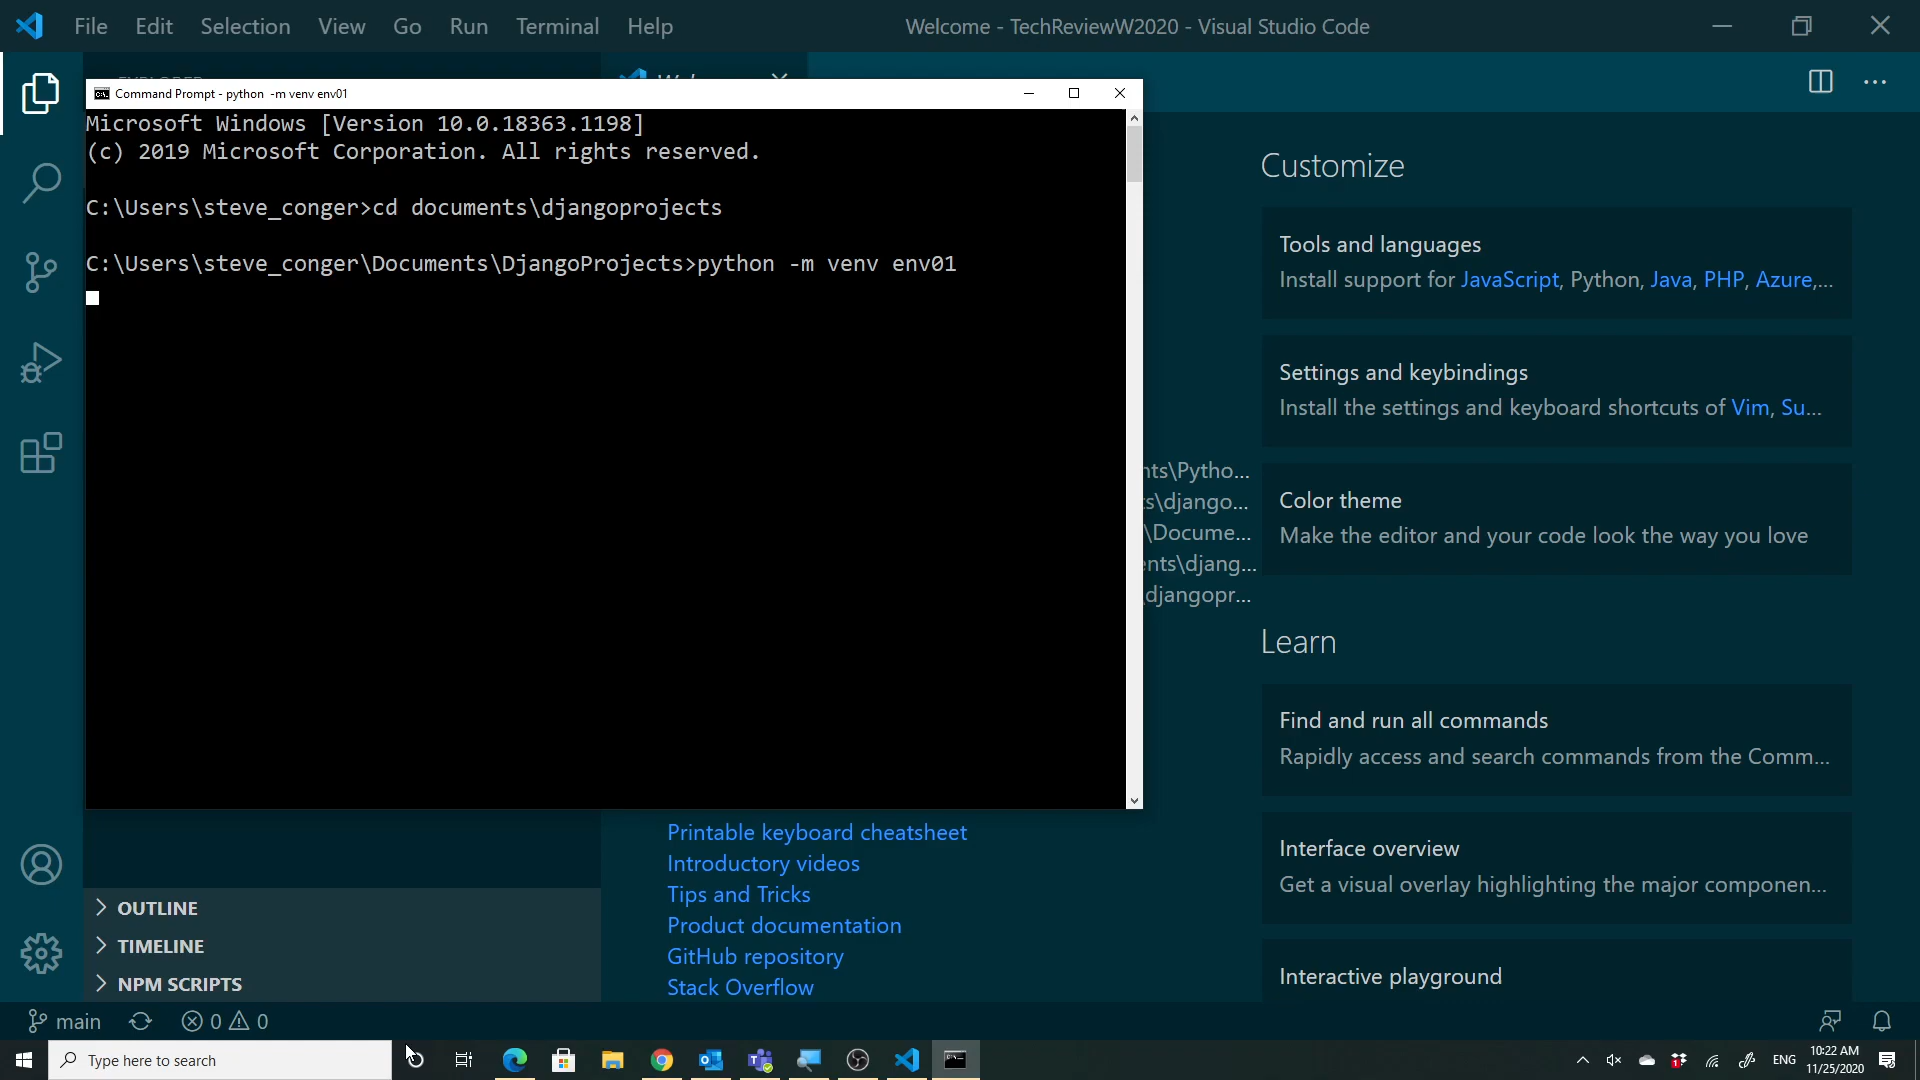 File Edit Selection View Go Run Terminal Help
Welcome - TechReviewW2020 - Visual Studio Code
Command Prompt - python -m venv env01
Microsoft Windows [Version 10.0.18363.1198]
(c) 2019 Microsoft Corporation. All rights reserved.
C:\Users\steve_conger>cd documents\djangoprojects
C:\Users\steve_conger\Documents\DjangoProjects>python -m venv env01
nts\Pytho...
s\django...
\Docume...
ents\djang...
\djangopr...
Printable keyboard cheatsheet
Introductory videos
Tips and Tricks
Product documentation
GitHub repository
Stack Overflow
Customize
Tools and languages
Install support for JavaScript, Python, Java, PHP, Azure,...
Settings and keybindings
Install the settings and keyboard shortcuts of Vim, Su...
Color theme
Make the editor and your code look the way you love
Learn
Find and run all commands
Rapidly access and search commands from the Comm...
Interface overview
Get a visual overlay highlighting the major componen...
Interactive playground
OUTLINE
TIMELINE
NPM SCRIPTS
main 0 0
Type here to search
ENG
10:22 AM
11/25/2020